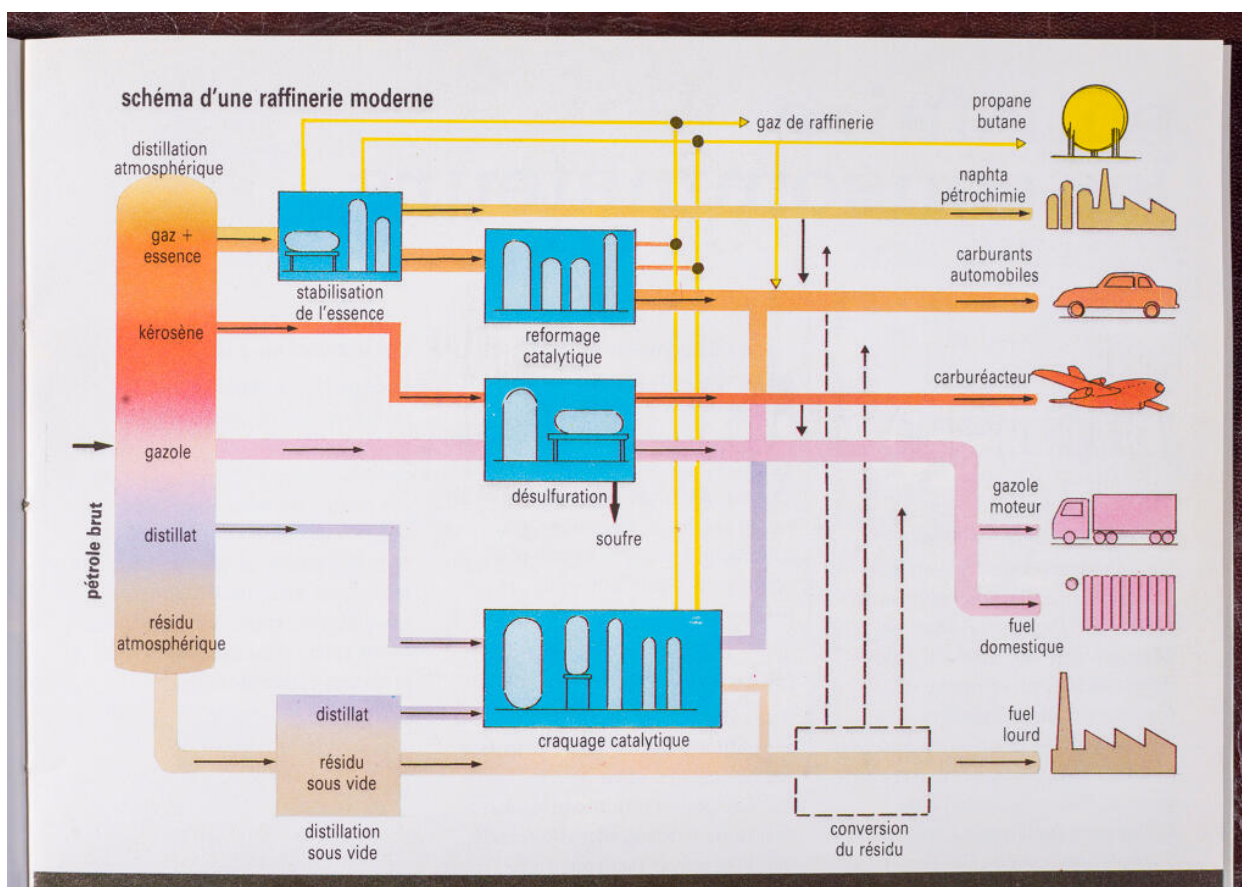 schéma d'une raffinerie moderne
distillation
atmosphérique
gaz +
essence
kérosène
gazole
distillat
résidu
atmosphérique
pétrole brut
stabilisation
de l'essence
reformage
catalytique
désulfuration
soufre
craquage catalytique
distillat
résidu
sous vide
distillation
sous vide
conversion
du résidu
gaz de raffinerie
propane
butane
naphta
pétrochimie
carburants
automobiles
carburéacteur
gazole
moteur
fuel
domestique
fuel
lourd